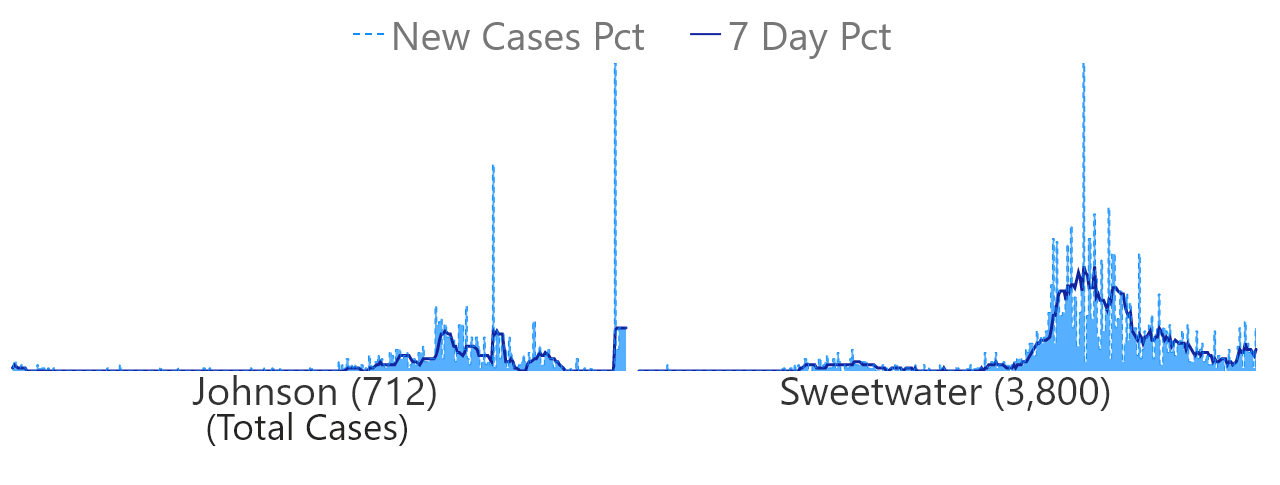 New Cases Pct 7 Day Pct
Johnson (712)
(Total Cases)
Sweetwater (3,800)